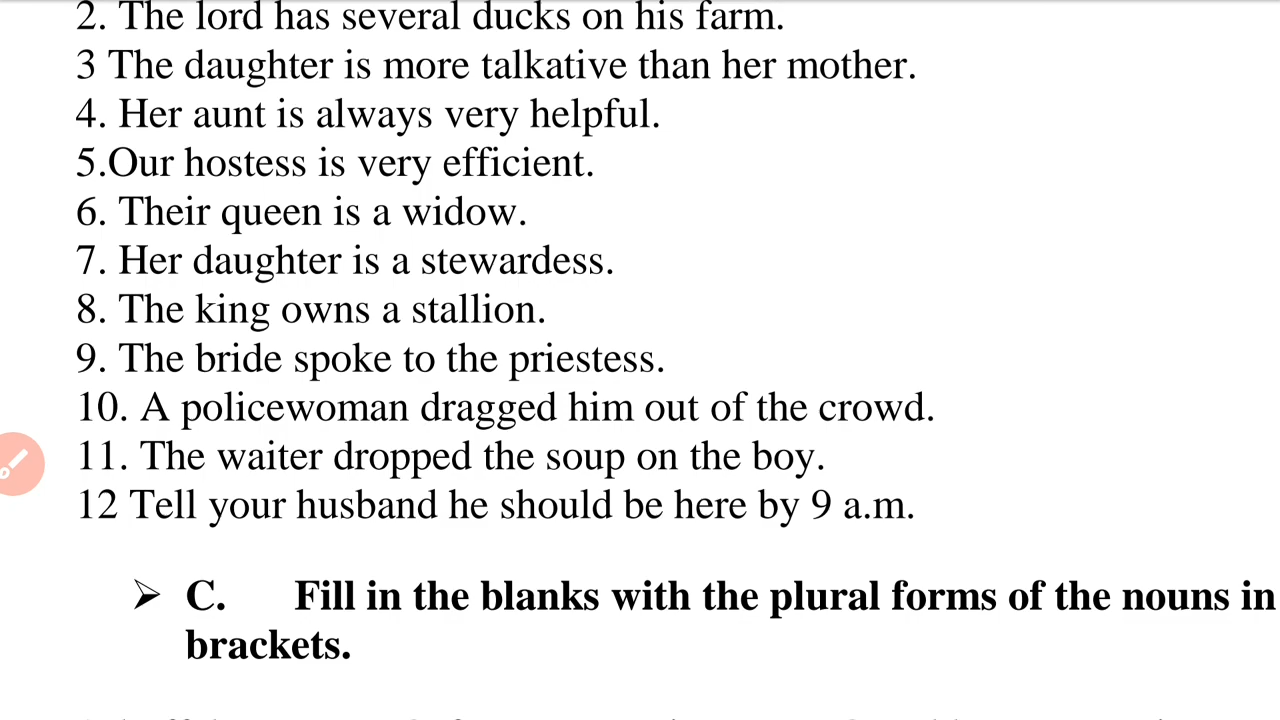 2. The lord has several ducks on his farm.
3 The daughter is more talkative than her mother.
4. Her aunt is always very helpful.
5.Our hostess is very efficient.
6. Their queen is a widow.
7. Her daughter is a stewardess.
8. The king owns a stallion.
9. The bride spoke to the priestess.
10. A policewoman dragged him out of the crowd.
11. The waiter dropped the soup on the boy.
12 Tell your husband he should be here by 9 a.m.
➢ C. Fill in the blanks with the plural forms of the nouns in
brackets.